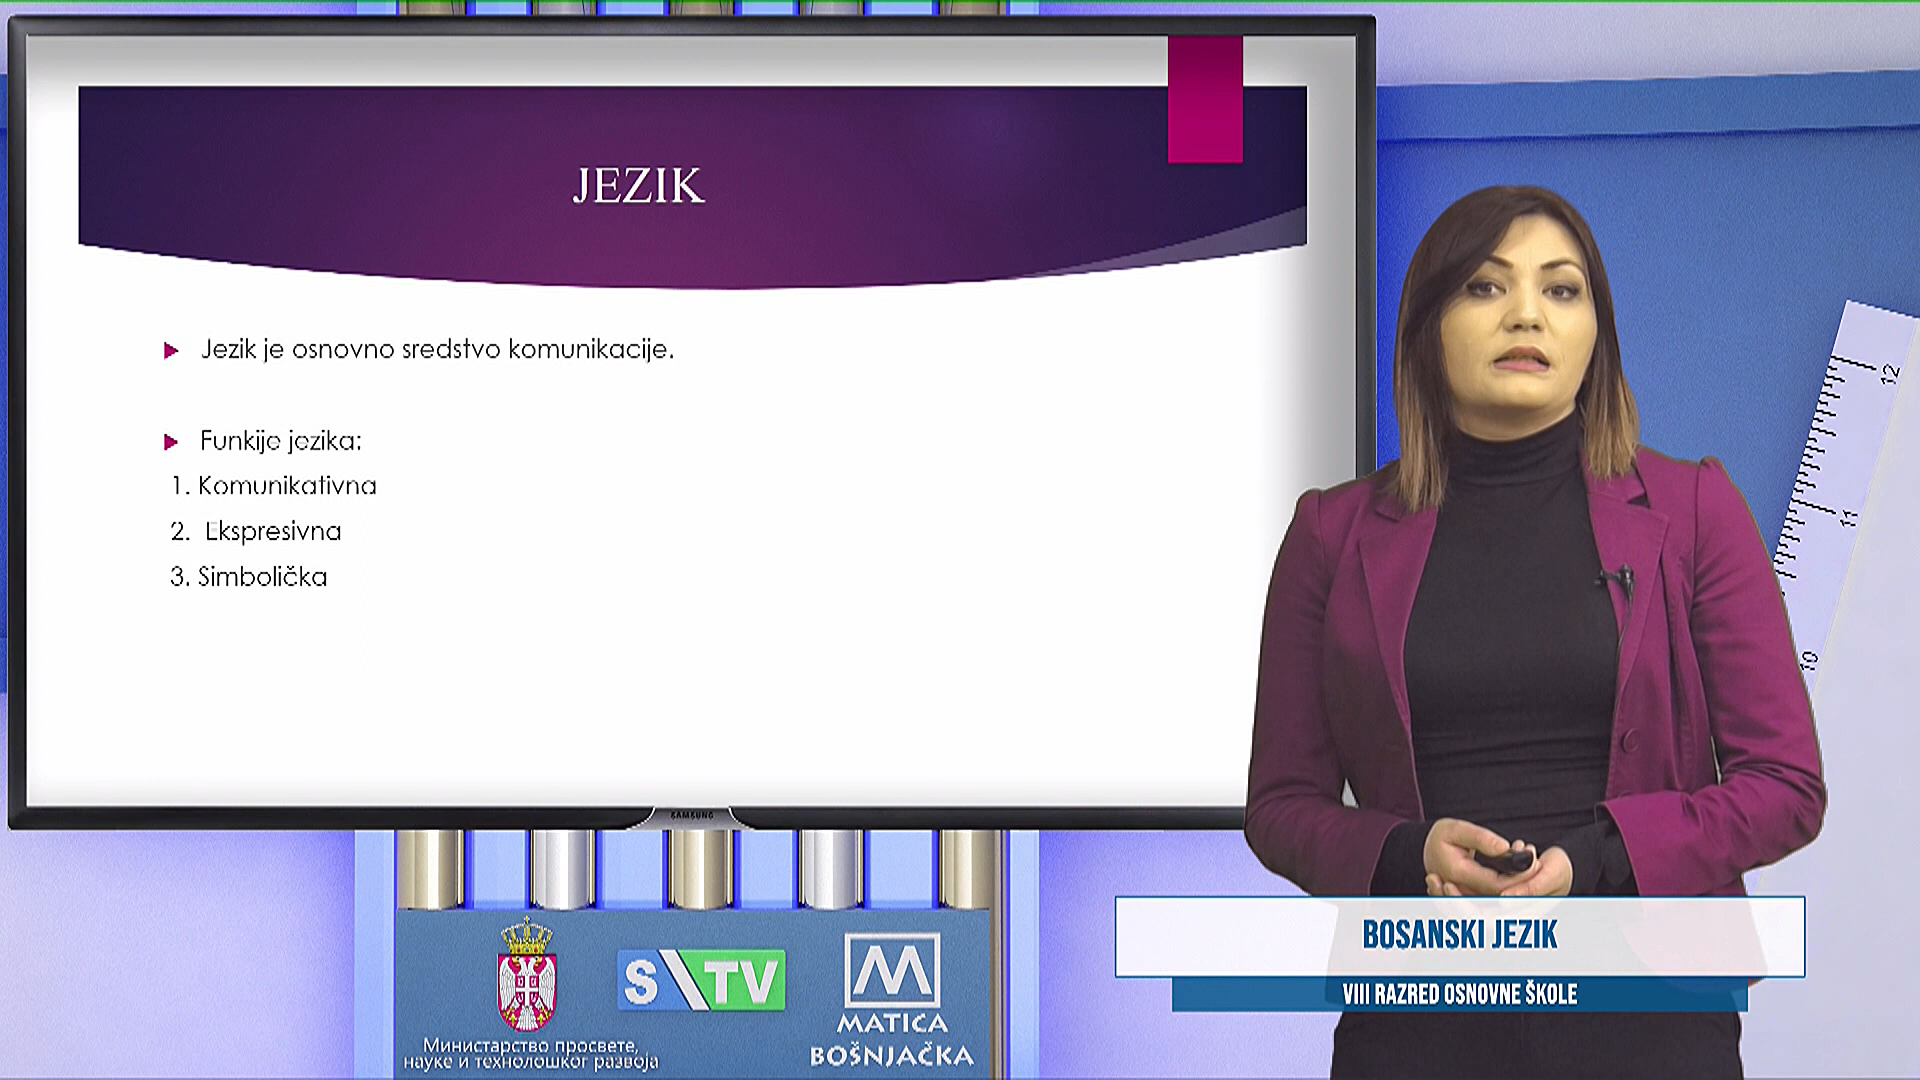 JEZIK
Jezik je osnovno sredstvo komunikacije.
Funkije jezika:
1. Komunikativna
2. Ekspresivna
3. Simbolička
SAMSUNG
12
11
10
S TV
MATICA
BOŠNJAČKA
Министарство просвете,
науке и технолошког развоја
BOSANSKI JEZIK
VIII RAZRED OSNOVNE ŠKOLE